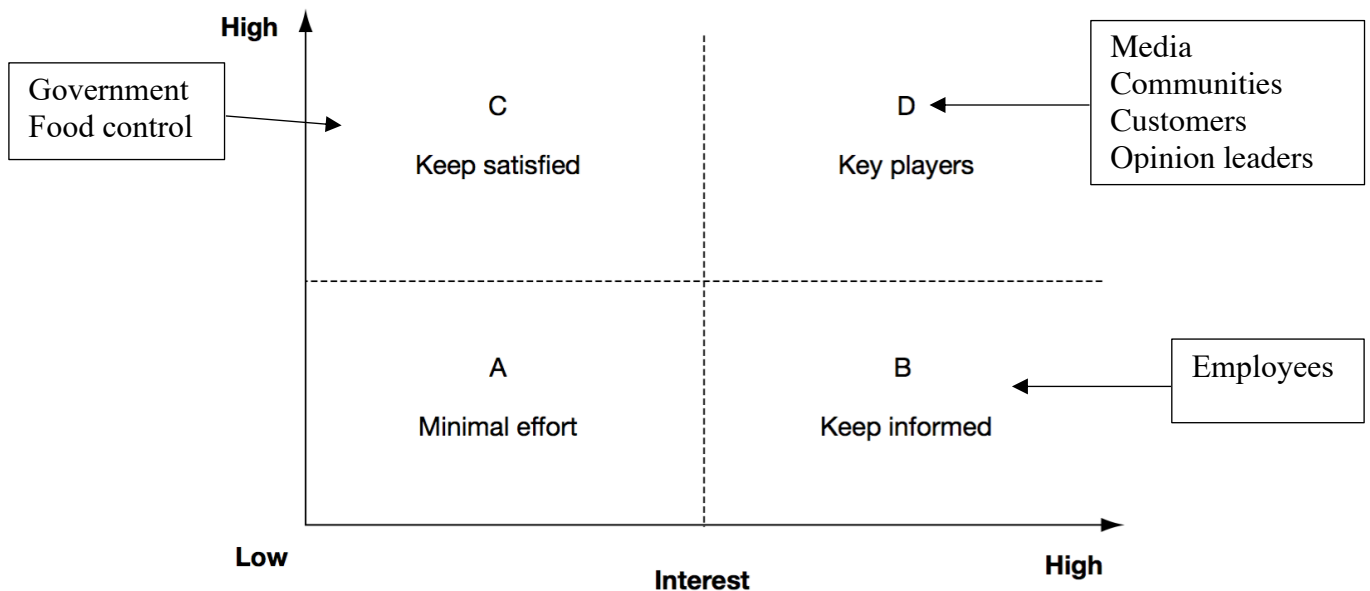 High
Government
Food control
C
Keep satisfied
D
Key players
Media
Communities
Customers
Opinion leaders
A
Minimal effort
B
Keep informed
Employees
Low
Interest
High